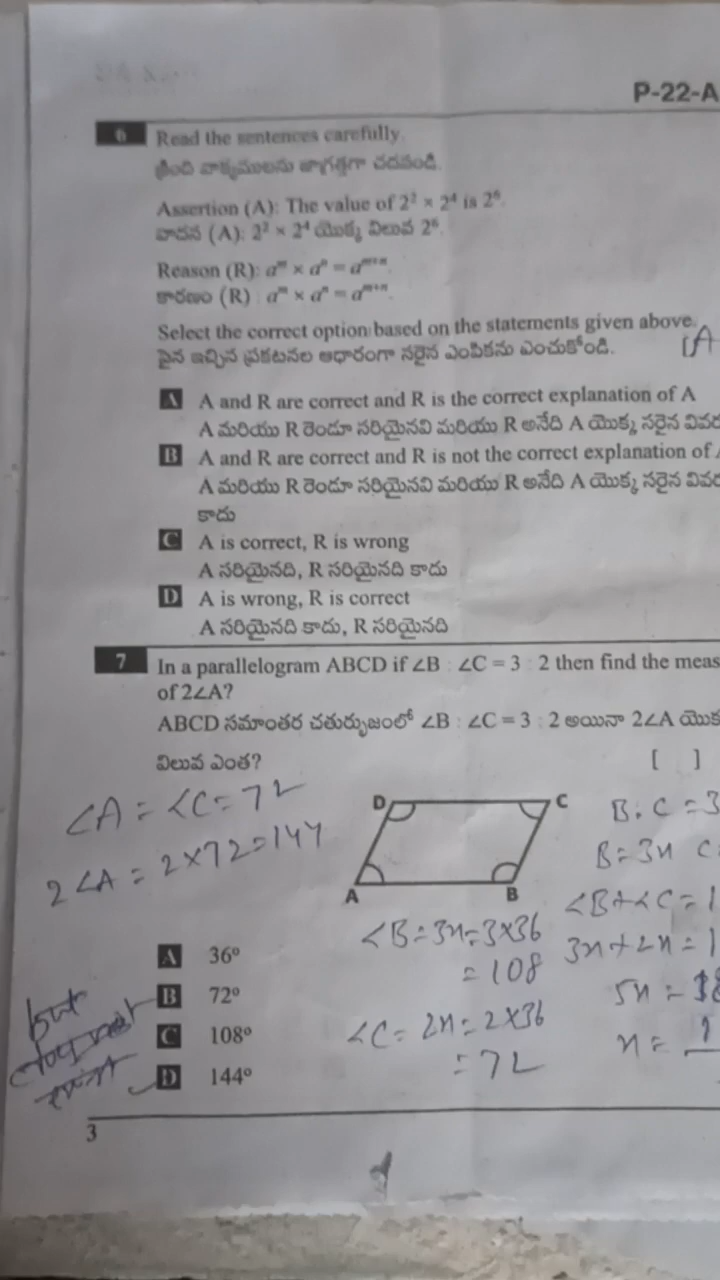 P-22-A
6 Read the sentences carefully.
క్రింది వాక్యములను జాగ్రత్తగా చదవండి.
Assertion (A): The value of 2² × 2⁴ is 2⁶.
వాదన (A): 2² × 2⁴ యొక్క విలువ 2⁶.
Reason (R): aᵐ × aⁿ = aᵐ⁺ⁿ.
కారణం (R) : aᵐ × aⁿ = aᵐ⁺ⁿ.
Select the correct option based on the statements given above.
పైన ఇచ్చిన ప్రకటనల ఆధారంగా సరైన ఎంపికను ఎంచుకోండి. [A
A A and R are correct and R is the correct explanation of A
A మరియు R రెండూ సరియైనవి మరియు R అనేది A యొక్క సరైన వివర
B A and R are correct and R is not the correct explanation of
A మరియు R రెండూ సరియైనవి మరియు R అనేది A యొక్క సరైన వివర
కాదు
C A is correct, R is wrong
A సరియైనది, R సరియైనది కాదు
D A is wrong, R is correct
A సరియైనది కాదు, R సరియైనది
7 In a parallelogram ABCD if ∠B : ∠C = 3 : 2 then find the meas
of 2∠A?
ABCD సమాంతర చతుర్భుజంలో ∠B : ∠C = 3 : 2 అయినా 2∠A యొక
విలువ ఎంత? [ ]
∠A = ∠C = 72
2∠A = 2×72=144
D C
A B
B : C = 3
B=3x C=
∠B+∠C=1
3x+2x=1
5x=18
x=
∠B=3x=3×36
=108
∠C=2x=2×36
=72
A 36°
B 72°
C 108°
D 144°
but
3